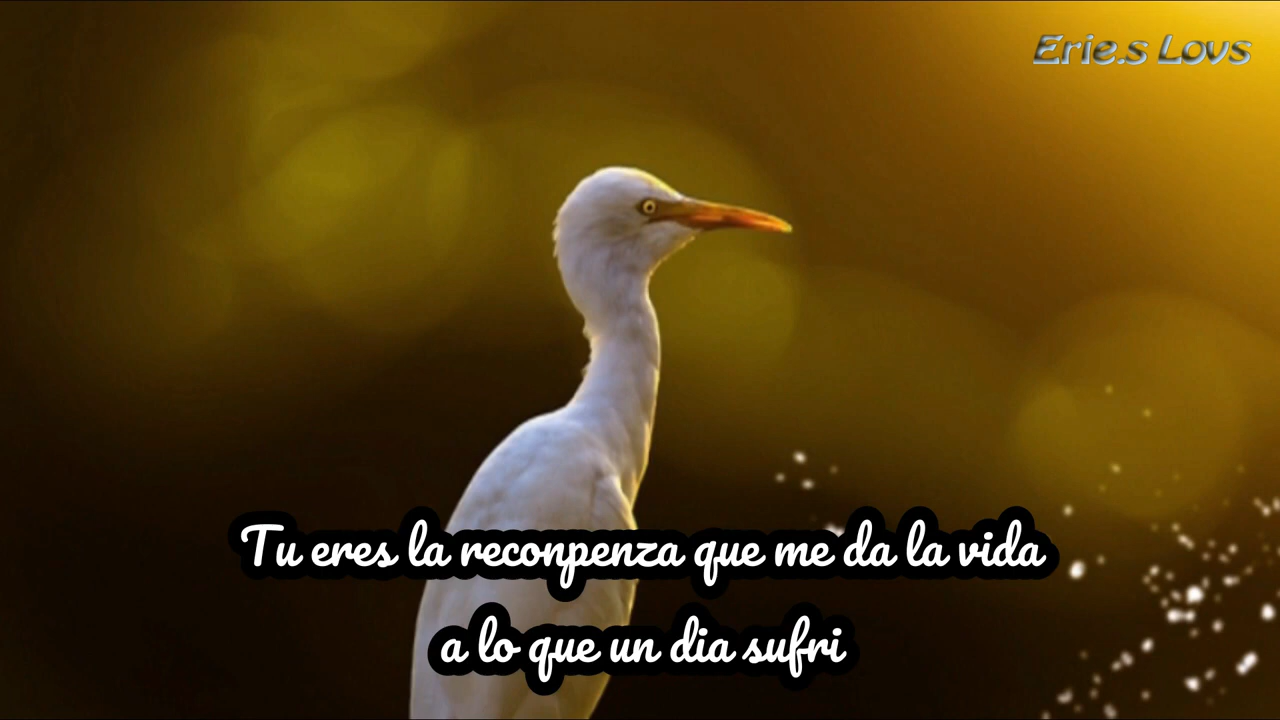 Erie.s Lovs
Tu eres la reconpenza que me da la vida
a lo que un dia sufri